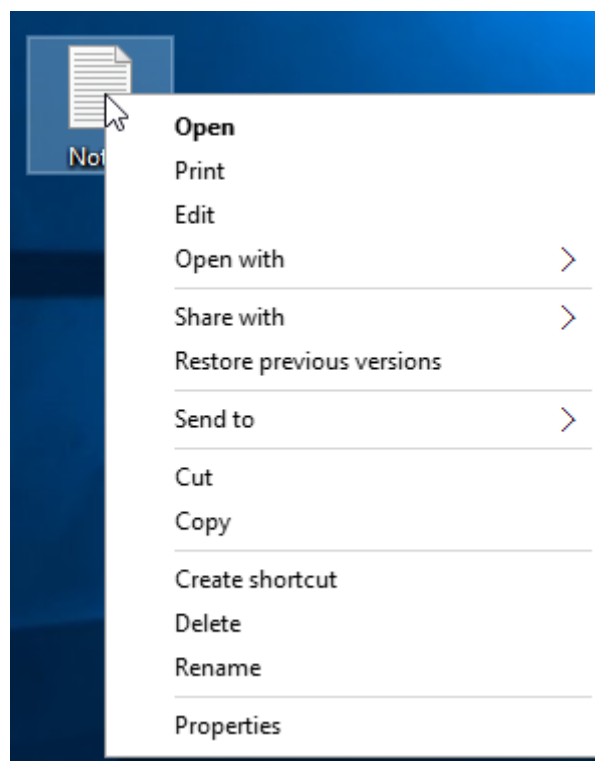 Open
Print
Edit
Open with
Share with
Restore previous versions
Send to
Cut
Copy
Create shortcut
Delete
Rename
Properties